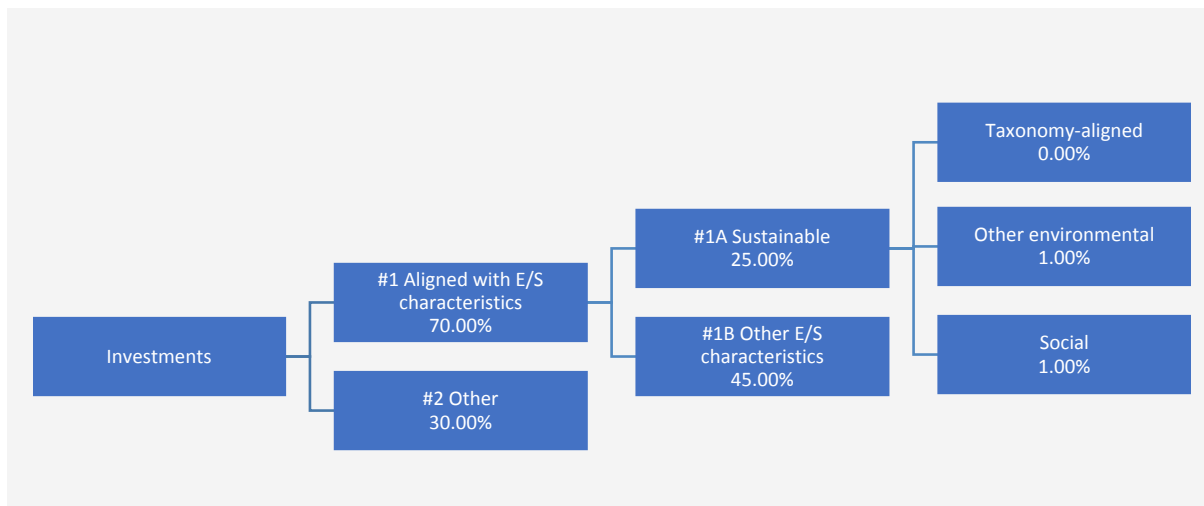 Investments
#1 Aligned with E/S
characteristics
70.00%
#2 Other
30.00%
#1A Sustainable
25.00%
#1B Other E/S
characteristics
45.00%
Taxonomy-aligned
0.00%
Other environmental
1.00%
Social
1.00%